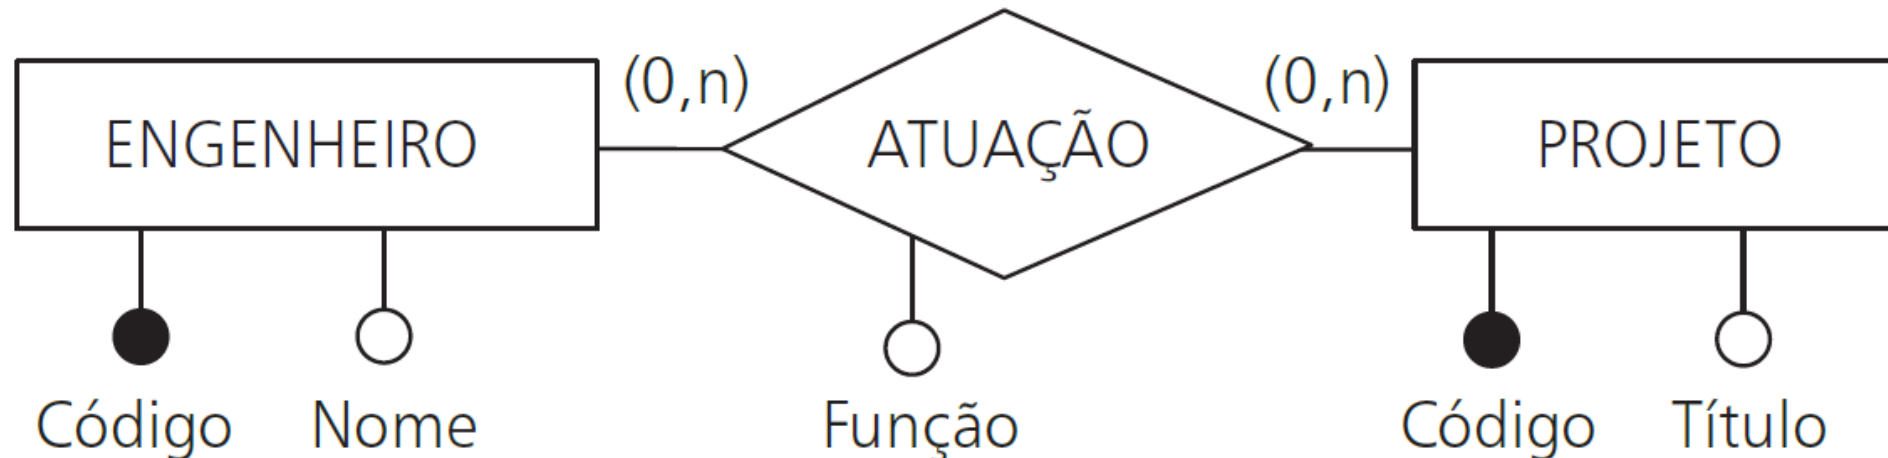 (0,n) (0,n)
ENGENHEIRO ATUAÇÃO PROJETO
Código Nome Função Código Título